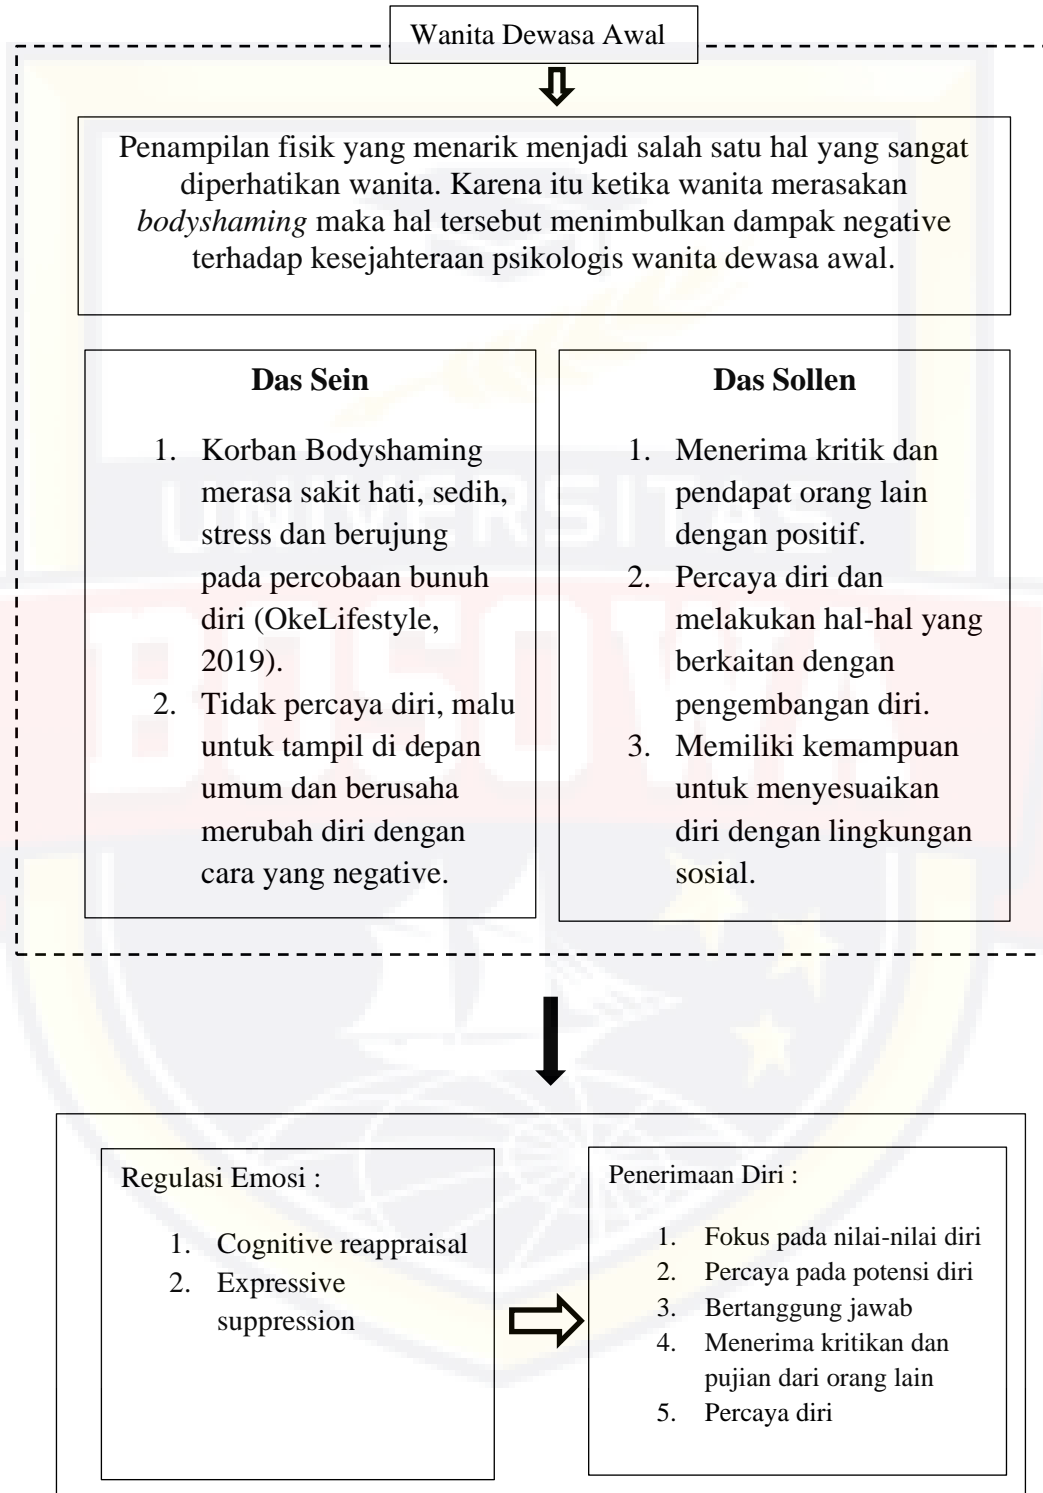 Wanita Dewasa Awal
Penampilan fisik yang menarik menjadi salah satu hal yang sangat
diperhatikan wanita. Karena itu ketika wanita merasakan
bodyshaming maka hal tersebut menimbulkan dampak negative
terhadap kesejahteraan psikologis wanita dewasa awal.
Das Sein
1. Korban Bodyshaming
merasa sakit hati, sedih,
stress dan berujung
pada percobaan bunuh
diri (OkeLifestyle,
2019).
2. Tidak percaya diri, malu
untuk tampil di depan
umum dan berusaha
merubah diri dengan
cara yang negative.
Das Sollen
1. Menerima kritik dan
pendapat orang lain
dengan positif.
2. Percaya diri dan
melakukan hal-hal yang
berkaitan dengan
pengembangan diri.
3. Memiliki kemampuan
untuk menyesuaikan
diri dengan lingkungan
sosial.
UNIVERSITAS
BOSOWA
Regulasi Emosi :
1. Cognitive reappraisal
2. Expressive
suppression
Penerimaan Diri :
1. Fokus pada nilai-nilai diri
2. Percaya pada potensi diri
3. Bertanggung jawab
4. Menerima kritikan dan
pujian dari orang lain
5. Percaya diri